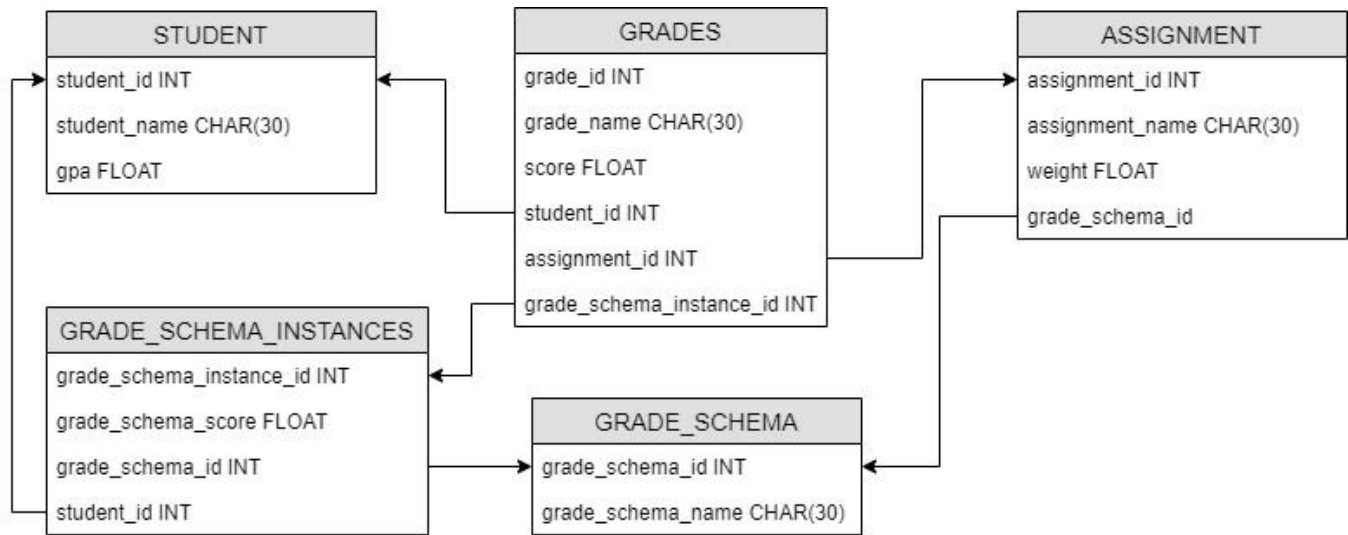 STUDENT
student_id INT
student_name CHAR(30)
gpa FLOAT
GRADES
grade_id INT
grade_name CHAR(30)
score FLOAT
student_id INT
assignment_id INT
grade_schema_instance_id INT
ASSIGNMENT
assignment_id INT
assignment_name CHAR(30)
weight FLOAT
grade_schema_id
GRADE_SCHEMA_INSTANCES
grade_schema_instance_id INT
grade_schema_score FLOAT
grade_schema_id INT
student_id INT
GRADE_SCHEMA
grade_schema_id INT
grade_schema_name CHAR(30)